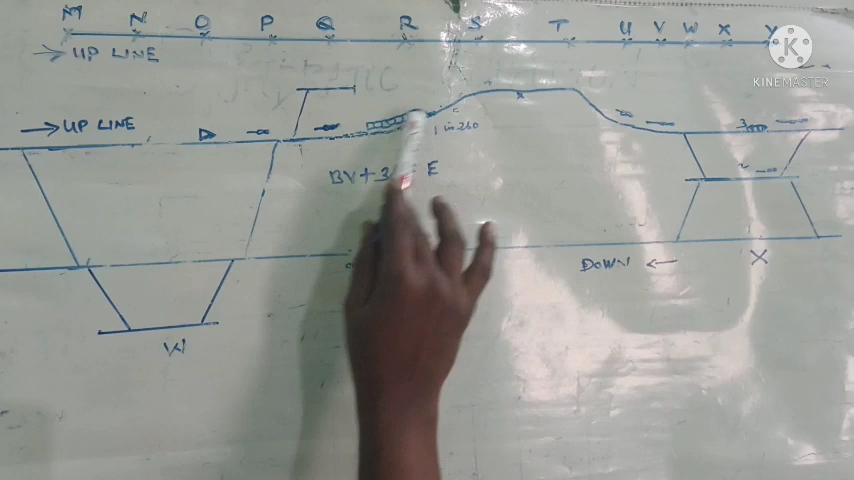 M N O P Q R S T U V W X Y
KINEMASTER
UP LINE
UP LINE
1 in 260
BV+3 E
DOWN
X
W